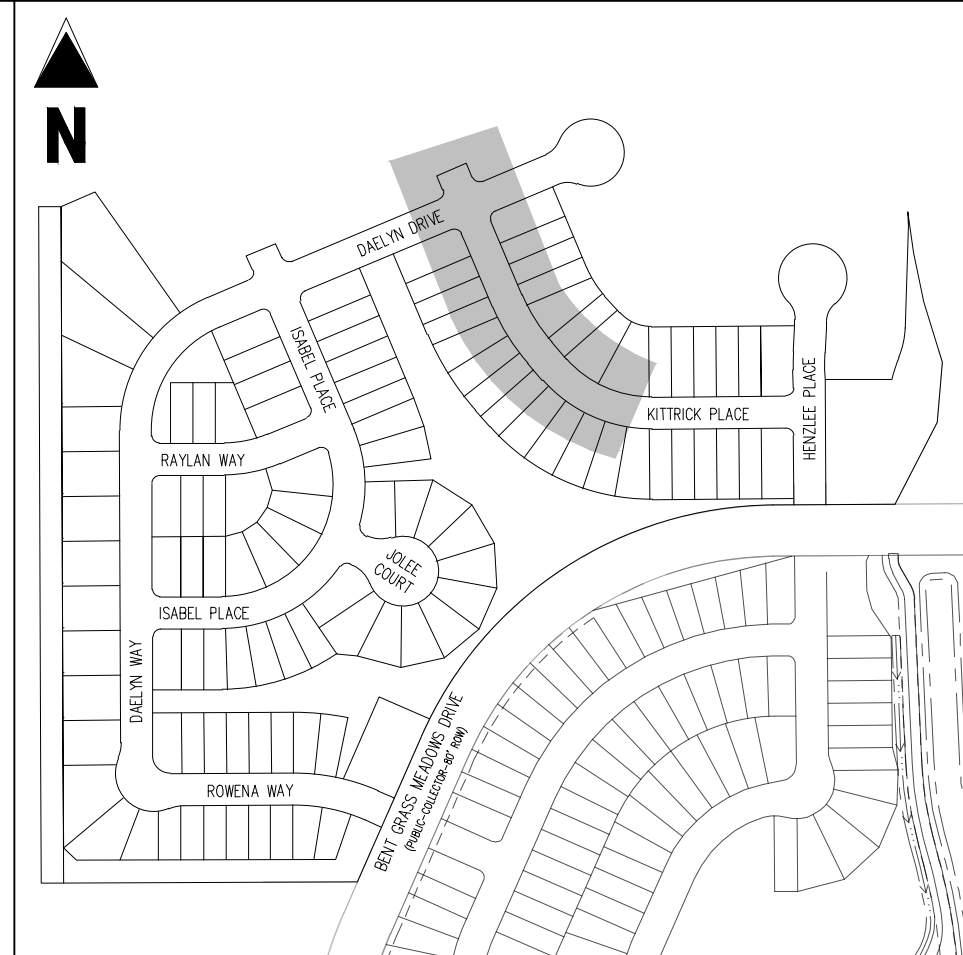 N
DAELYN DRIVE
ISABEL PLACE
KITTRICK PLACE
HENZLEE PLACE
RAYLAN WAY
JOLEE
COURT
ISABEL PLACE
DAELYN WAY
ROWENA WAY
BENT GRASS MEADOWS DRIVE
(PUBLIC-COLLECTOR-80' ROW)